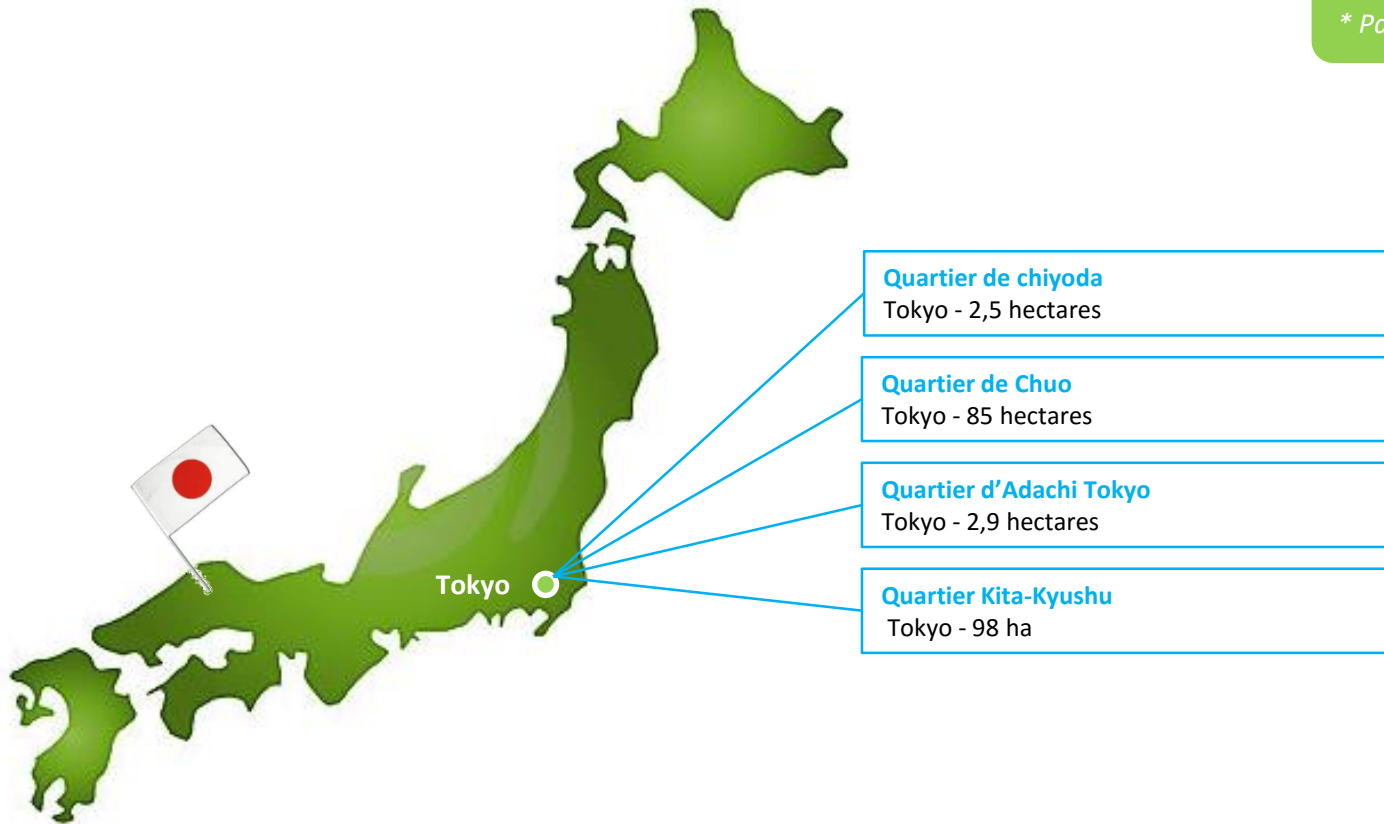 Quartier de chiyoda
Tokyo - 2,5 hectares
Quartier de Chuo
Tokyo - 85 hectares
Quartier d’Adachi Tokyo
Tokyo - 2,9 hectares
Tokyo
Quartier Kita-Kyushu
Tokyo - 98 ha